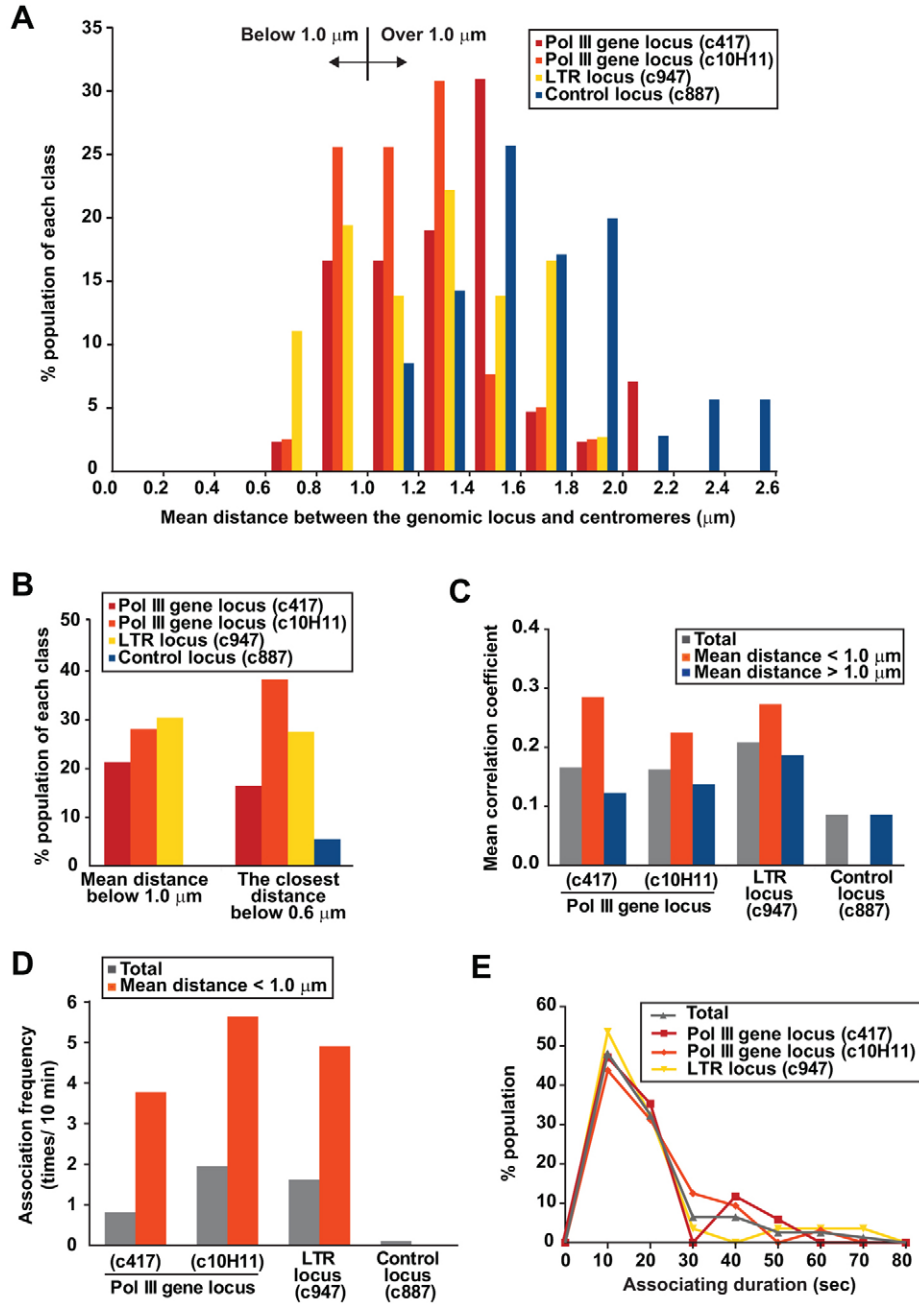 A
Below 1.0 μm
Over 1.0 μm
Pol III gene locus (c417)
Pol III gene locus (c10H11)
LTR locus (c947)
Control locus (c887)
% population of each class
35
30
25
20
15
10
5
0
0.0 0.2 0.4 0.6 0.8 1.0 1.2 1.4 1.6 1.8 2.0 2.2 2.4 2.6
Mean distance between the genomic locus and centromeres (μm)
B
Pol III gene locus (c417)
Pol III gene locus (c10H11)
LTR locus (c947)
Control locus (c887)
% population of each class
50
40
30
20
10
0
Mean distance
below 1.0 μm
The closest
distance
below 0.6 μm
C
Total
Mean distance < 1.0 μm
Mean distance > 1.0 μm
Mean correlation coefficient
0.4
0.3
0.2
0.1
0.0
(c417)
(c10H11)
Pol III gene locus
LTR
locus
(c947)
Control
locus
(c887)
D
Total
Mean distance < 1.0 μm
Association frequency
(times/ 10 min)
6
5
4
3
2
1
0
(c417)
(c10H11)
Pol III gene locus
LTR
locus
(c947)
Control
locus
(c887)
E
Total
Pol III gene locus (c417)
Pol III gene locus (c10H11)
LTR locus (c947)
% population
60
50
40
30
20
10
0
0 10 20 30 40 50 60 70 80
Associating duration (sec)